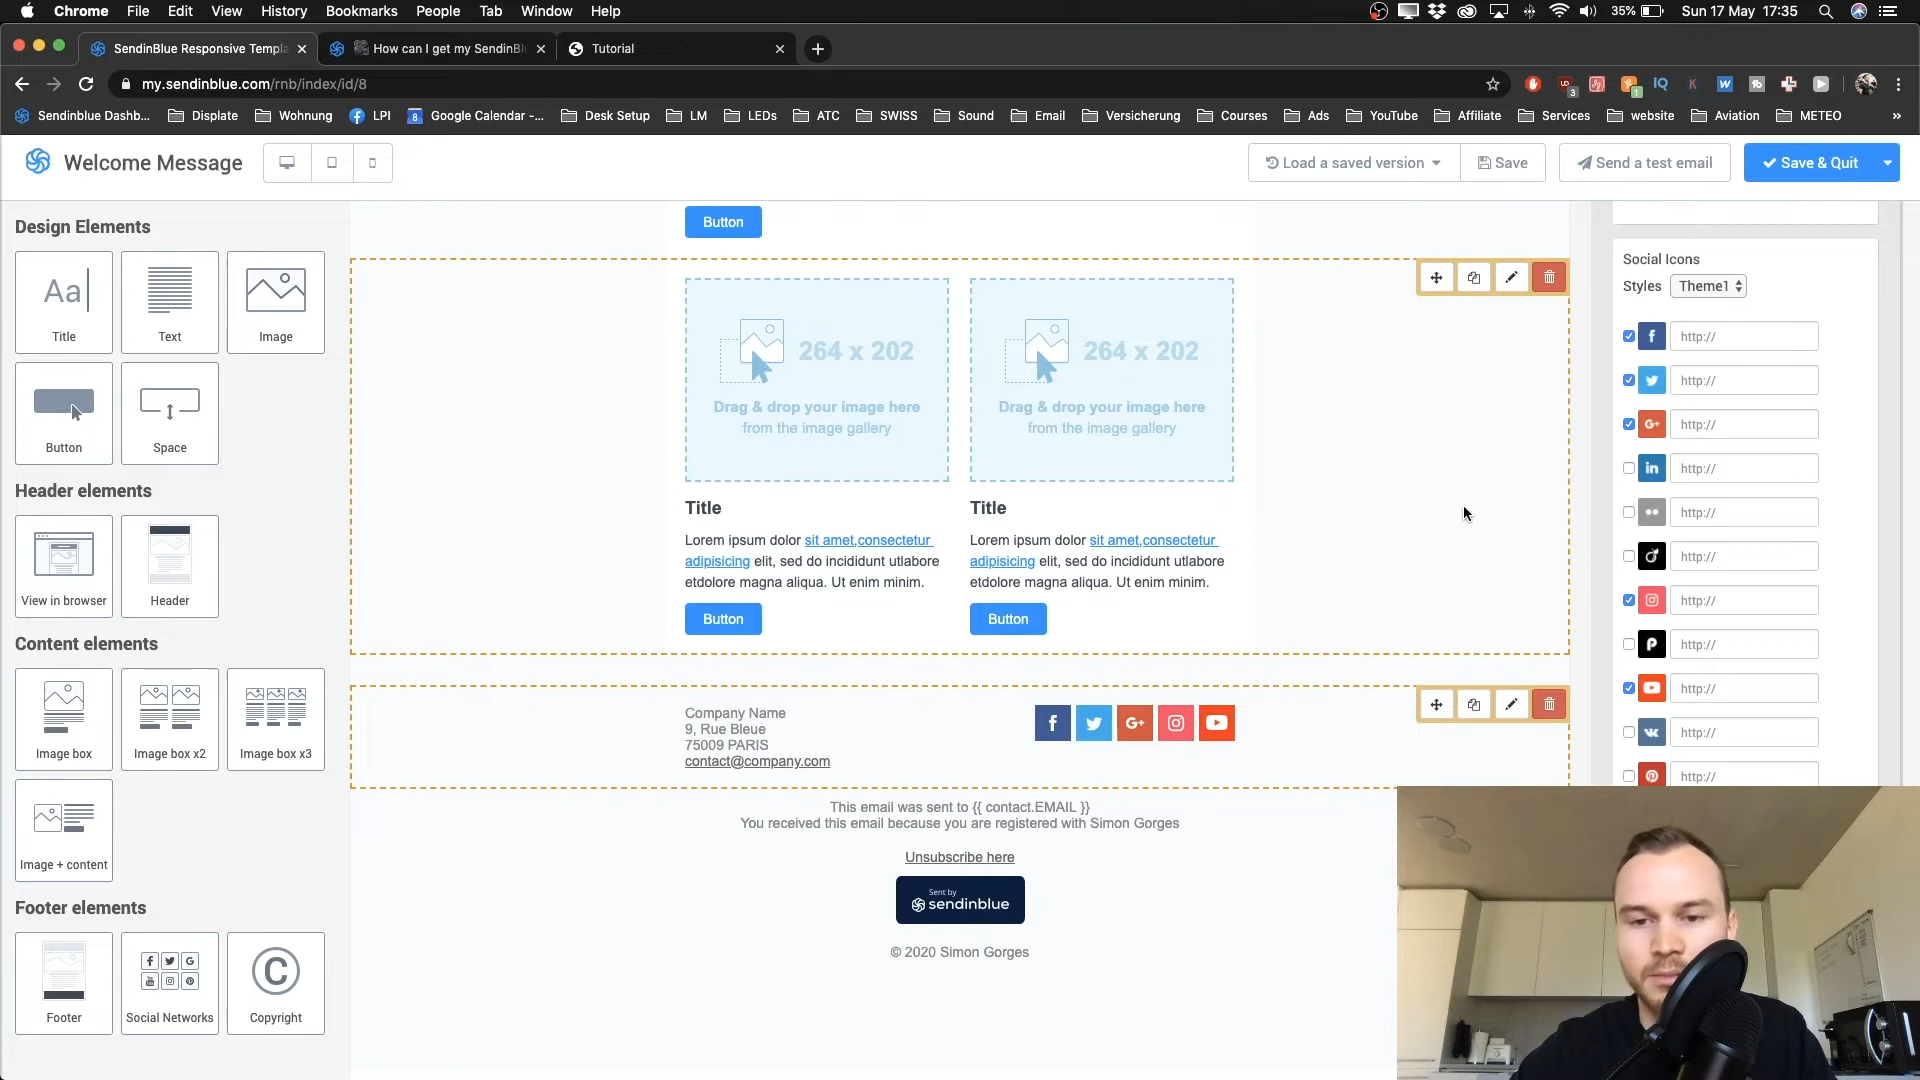 Chrome File Edit View History Bookmarks People Tab Window Help
35% Sun 17 May 17:35
SendinBlue Responsive Templa
How can I get my SendinBl
Tutorial
my.sendinblue.com/rnb/index/id/8
Sendinblue Dashb... Displate Wohnung LPI Google Calendar -... Desk Setup LM LEDs ATC SWISS Sound Email Versicherung Courses Ads YouTube Affiliate Services website Aviation METEO »
Welcome Message
Load a saved version
Save
Send a test email
Save & Quit
Design Elements
Aa
Title Text Image
Button Space
Header elements
View in browser Header
Content elements
Image box Image box x2 Image box x3
Image + content
Footer elements
Footer Social Networks Copyright
Button
264 x 202
Drag & drop your image here
from the image gallery
264 x 202
Drag & drop your image here
from the image gallery
Title
Lorem ipsum dolor sit amet,consectetur
adipisicing elit, sed do incididunt utlabore
etdolore magna aliqua. Ut enim minim.
Button
Title
Lorem ipsum dolor sit amet,consectetur
adipisicing elit, sed do incididunt utlabore
etdolore magna aliqua. Ut enim minim.
Button
Company Name
9, Rue Bleue
75009 PARIS
contact@company.com
This email was sent to {{ contact.EMAIL }}
You received this email because you are registered with Simon Gorges
Unsubscribe here
Sent by
sendinblue
© 2020 Simon Gorges
Social Icons
Styles Theme1
http://
http://
http://
http://
http://
http://
http://
http://
http://
http://
http://